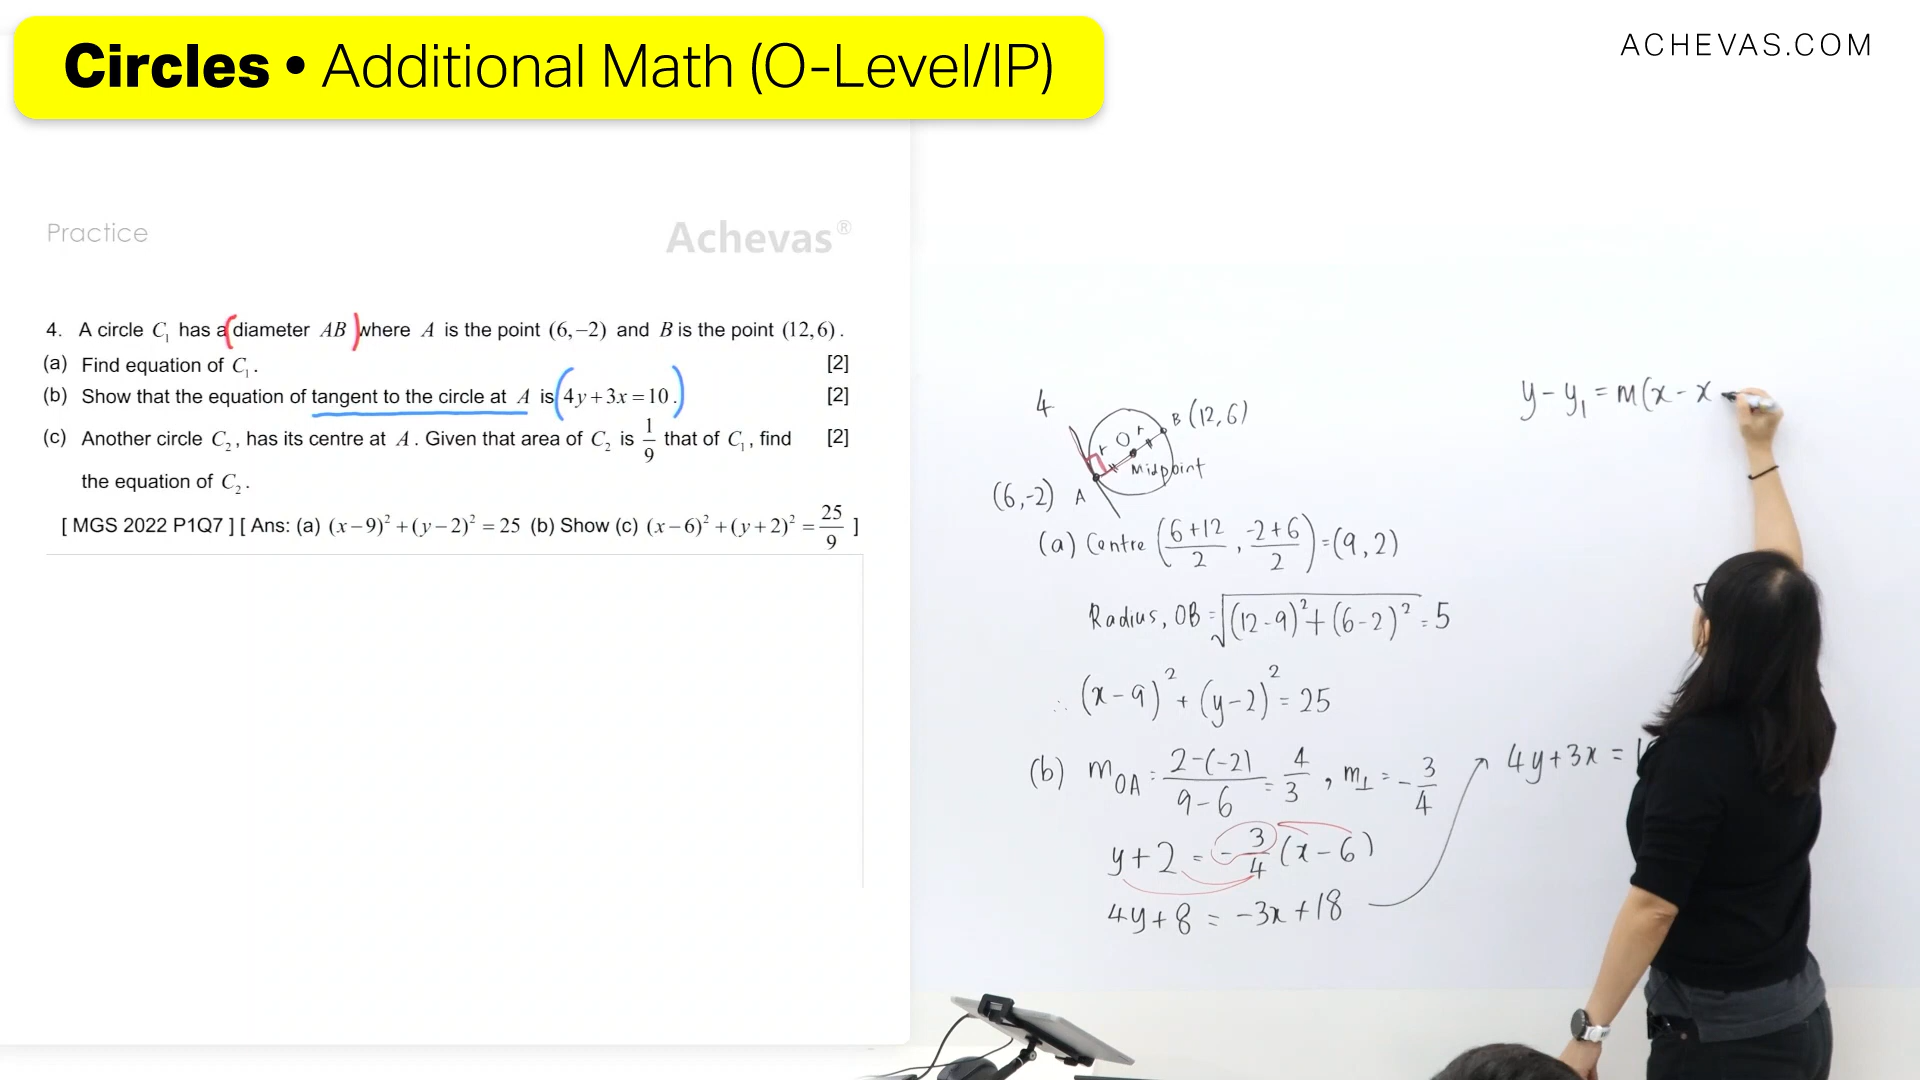 Circles • Additional Math (O-Level/IP)
ACHEVAS.COM
Practice
Achevas®
4. A circle C₁ has a diameter AB where A is the point (6,−2) and B is the point (12,6).
(a) Find equation of C₁. [2]
(b) Show that the equation of tangent to the circle at A is 4y+3x=10. [2]
(c) Another circle C₂, has its centre at A. Given that area of C₂ is 1/9 that of C₁, find [2]
the equation of C₂.
[ MGS 2022 P1Q7 ] [ Ans: (a) (x−9)²+(y−2)²=25 (b) Show (c) (x−6)²+(y+2)²=25/9 ]
4
B (12,6)
r O r
Midpoint
(6,-2) A
(a) Centre ((6+12)/2 , (-2+6)/2) = (9,2)
Radius, OB = √((12-9)²+(6-2)²) = 5
∴ (x-9)² + (y-2)² = 25
(b) m_OA = (2-(-2))/(9-6) = 4/3 , m⊥ = -3/4
y+2 = -3/4(x-6)
4y+8 = -3x+18
y-y₁ = m(x-x
4y+3x = 1